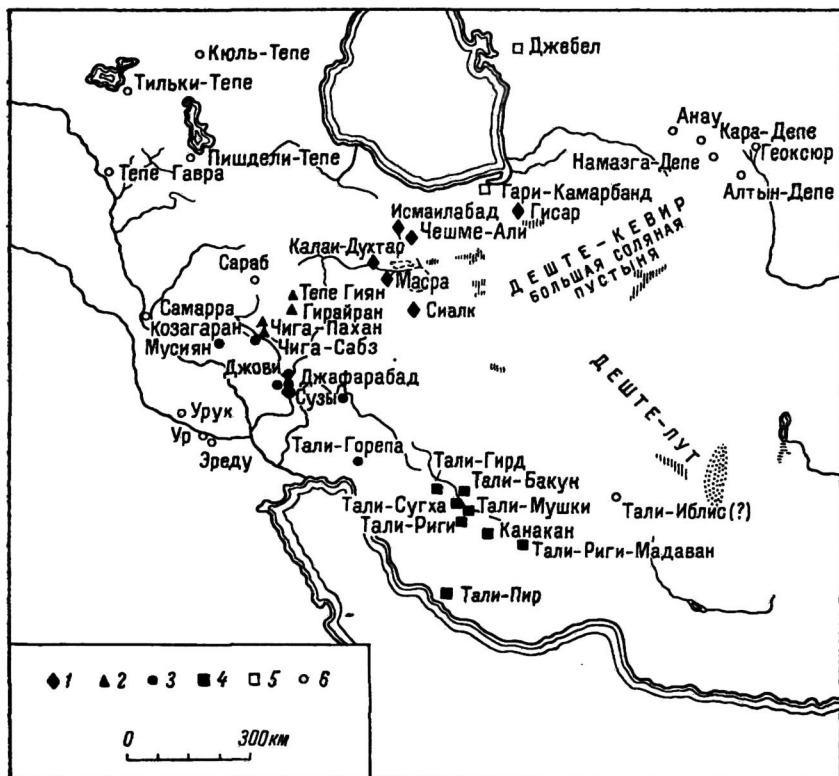 Кюль-Тепе
Джебел
Тильки-Тепе
Анау
Кара-Депе
Геоксюр
Пишдели-Тепе
Тепе Гавра
Намазга-Депе
Алтын-Депе
Гари-Камарбанд
Гисар
Исмаилабад
Чешме-Али
ДЕШТЕ-КЕВИР
БОЛЬШАЯ СОЛЯНАЯ
ПУСТЫНЯ
Калаи-Духтар
Масра
Сараб
Тепе Гиян
Гирайран
Сиалк
Самарра
Козагаран
Чига-Пахан
Мусиян
Чига-Сабз
Джови
Джафарабад
Сузы
ДЕШТЕ-ЛУТ
Урук
Ур
Эреду
Тали-Горепа
Тали-Гирд
Тали-Бакун
Тали-Сугха
Тали-Мушки
Тали-Иблис(?)
Тали-Риги
Канакан
Тали-Риги-Мадаван
Тали-Пир
1 2 3 4 5 6
0 300км